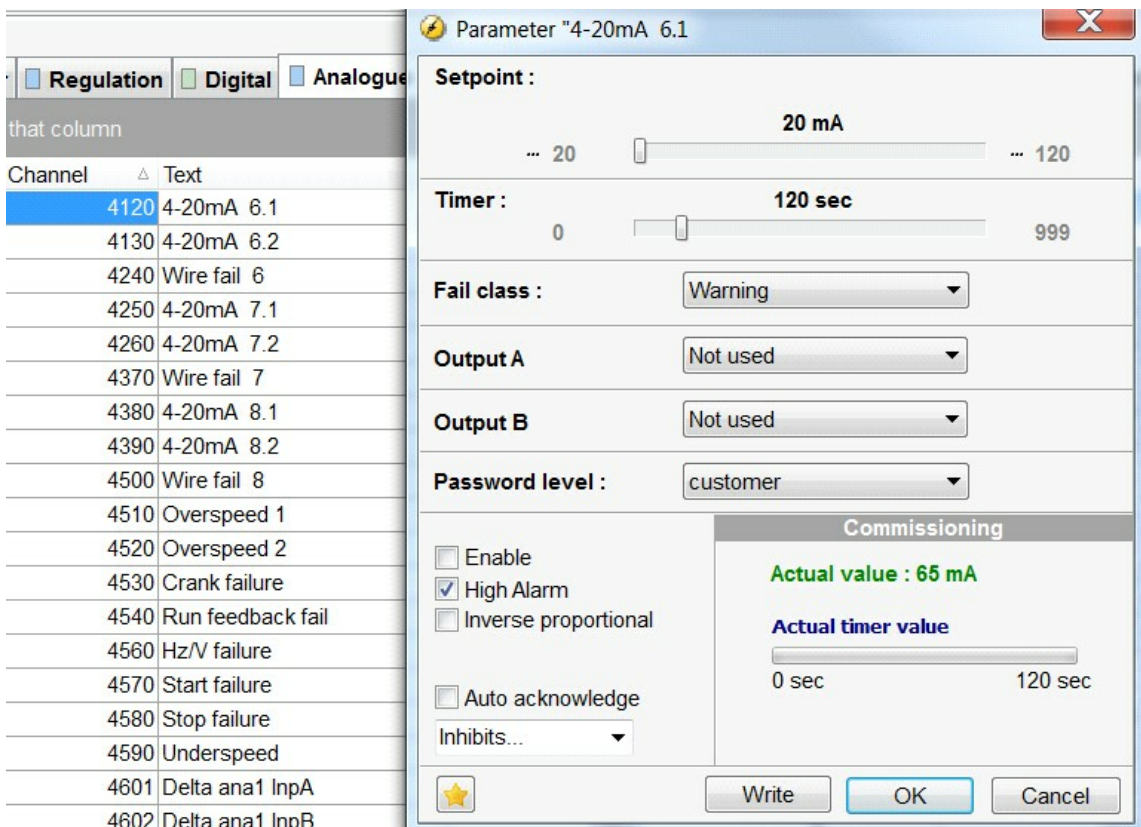 Regulation Digital Analogue
that column
Channel Text
4120 4-20mA 6.1
4130 4-20mA 6.2
4240 Wire fail 6
4250 4-20mA 7.1
4260 4-20mA 7.2
4370 Wire fail 7
4380 4-20mA 8.1
4390 4-20mA 8.2
4500 Wire fail 8
4510 Overspeed 1
4520 Overspeed 2
4530 Crank failure
4540 Run feedback fail
4560 Hz/V failure
4570 Start failure
4580 Stop failure
4590 Underspeed
4601 Delta ana1 InpA
4602 Delta ana1 InpB
Parameter "4-20mA 6.1
Setpoint :
20 mA
... 20 ... 120
Timer : 120 sec
0 999
Fail class : Warning
Output A Not used
Output B Not used
Password level : customer
Enable
High Alarm
Inverse proportional
Auto acknowledge
Inhibits...
Commissioning
Actual value : 65 mA
Actual timer value
0 sec 120 sec
Write OK Cancel